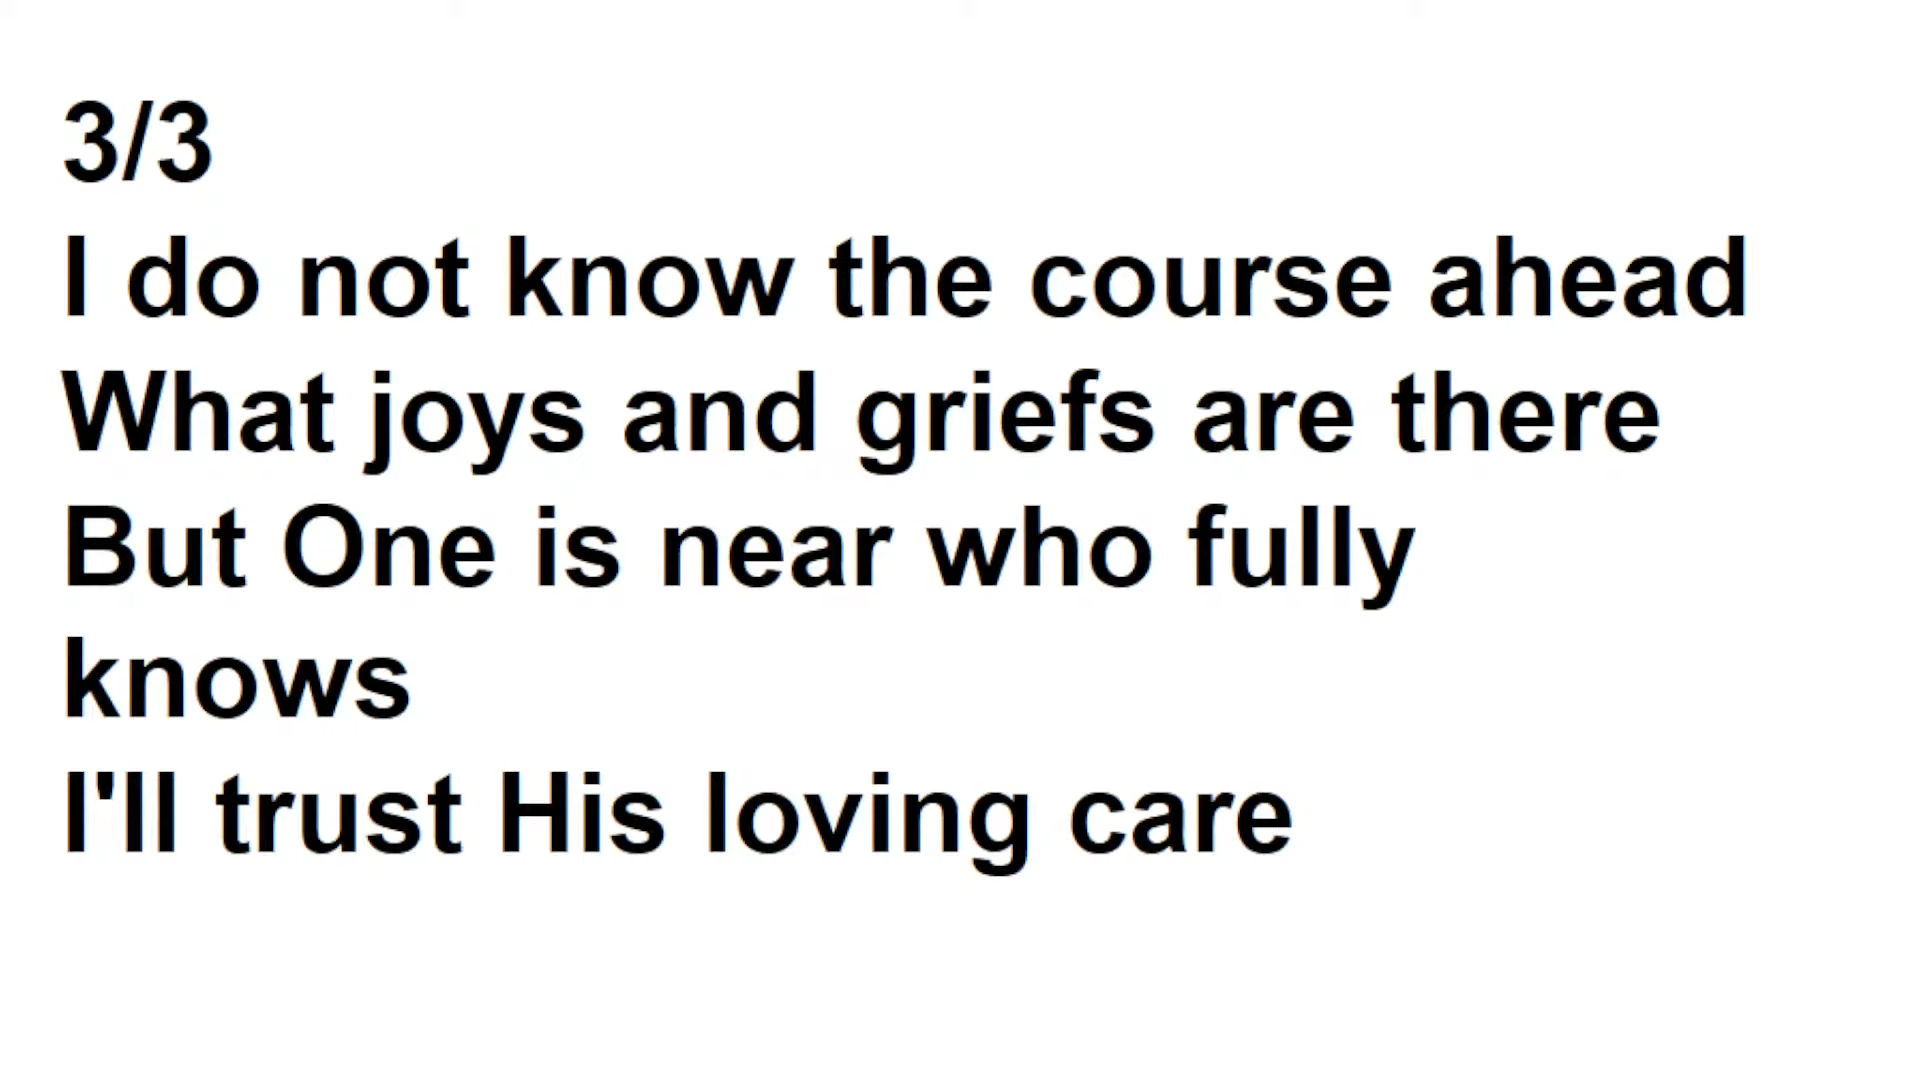 3/3
I do not know the course ahead
What joys and griefs are there
But One is near who fully
knows
I'll trust His loving care